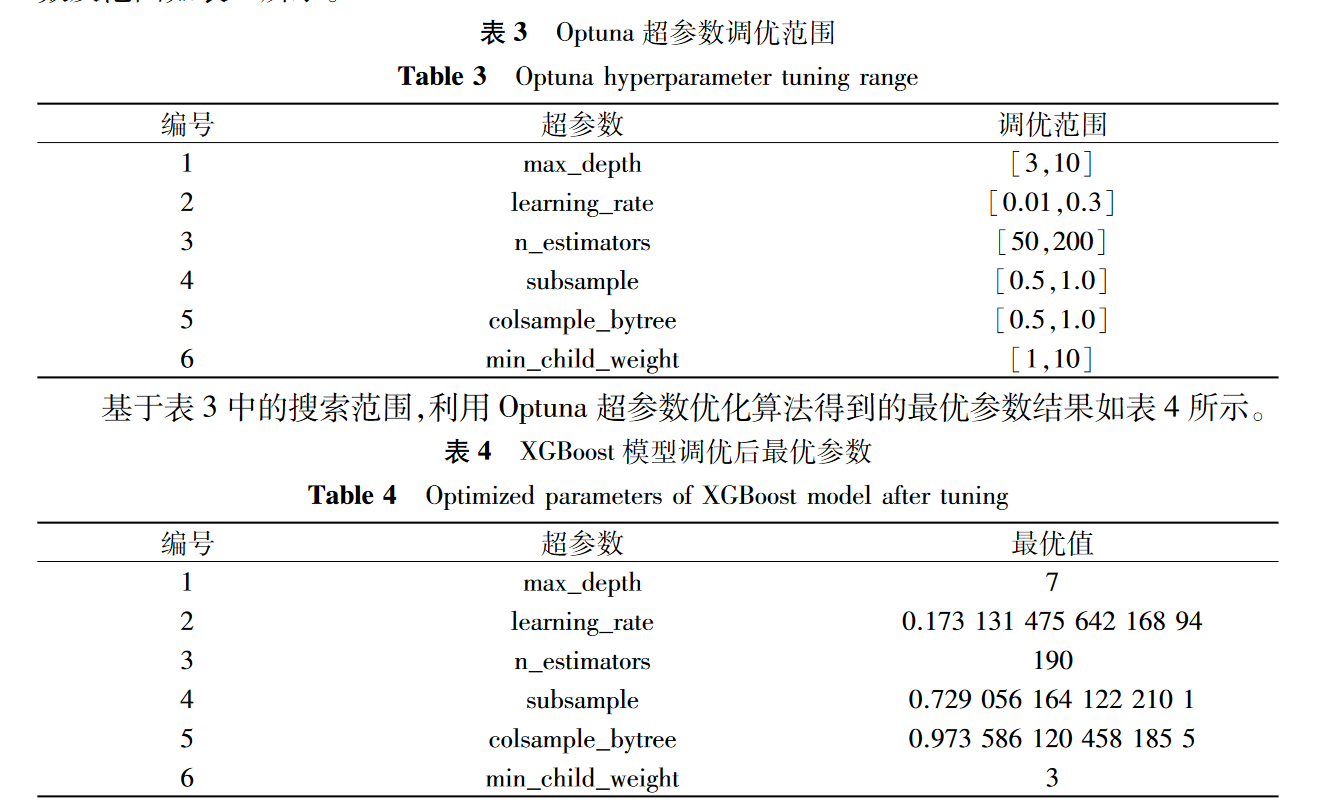 表 3 Optuna 超参数调优范围
Table 3 Optuna hyperparameter tuning range
编号 超参数 调优范围
1 max_depth [3,10]
2 learning_rate [0.01,0.3]
3 n_estimators [50,200]
4 subsample [0.5,1.0]
5 colsample_bytree [0.5,1.0]
6 min_child_weight [1,10]
基于表 3 中的搜索范围,利用 Optuna 超参数优化算法得到的最优参数结果如表 4 所示。
表 4 XGBoost 模型调优后最优参数
Table 4 Optimized parameters of XGBoost model after tuning
编号 超参数 最优值
1 max_depth 7
2 learning_rate 0.173 131 475 642 168 94
3 n_estimators 190
4 subsample 0.729 056 164 122 210 1
5 colsample_bytree 0.973 586 120 458 185 5
6 min_child_weight 3